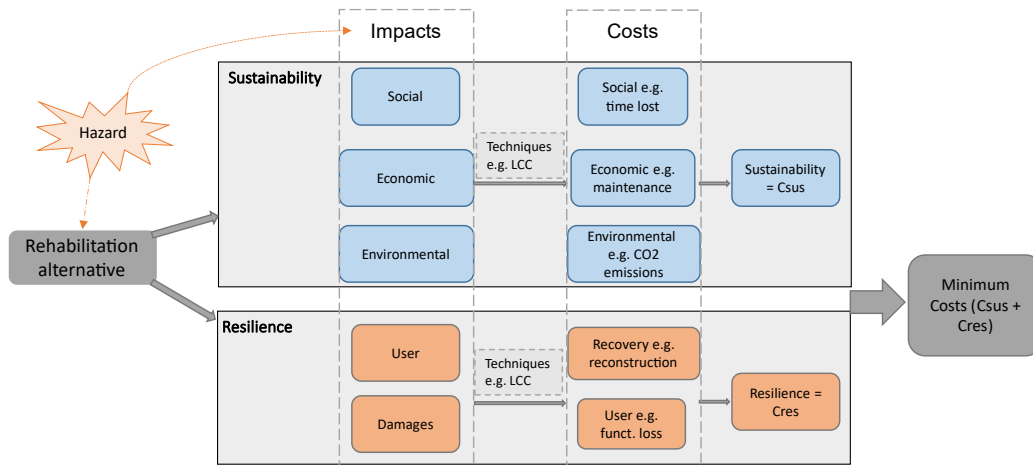 Impacts
Costs
Sustainability
Social
Social e.g.
time lost
Hazard
Techniques
e.g. LCC
Economic
Economic e.g.
maintenance
Sustainability
= Csus
Rehabilitation
alternative
Environmental
Environmental
e.g. CO2
emissions
Minimum
Costs (Csus +
Cres)
Resilience
User
Techniques
e.g. LCC
Recovery e.g.
reconstruction
Damages
User e.g.
funct. loss
Resilience =
Cres